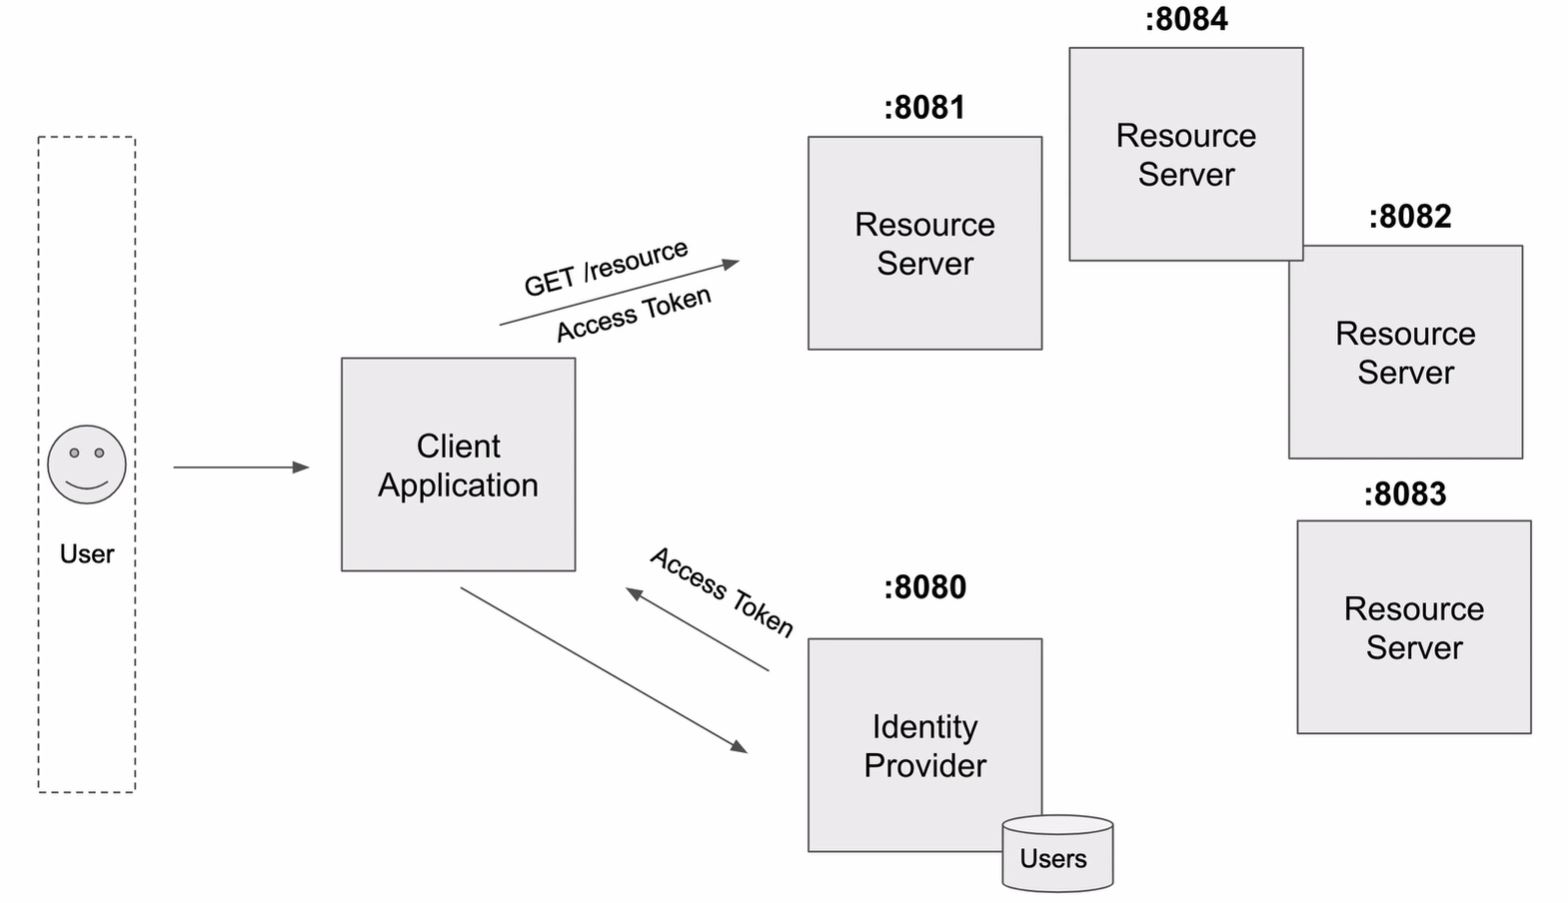 :8084
:8081
Resource
Server
:8082
Resource
Server
GET /resource
Access Token
Resource
Server
Client
Application
User
:8083
Access Token
:8080
Resource
Server
Identity
Provider
Users